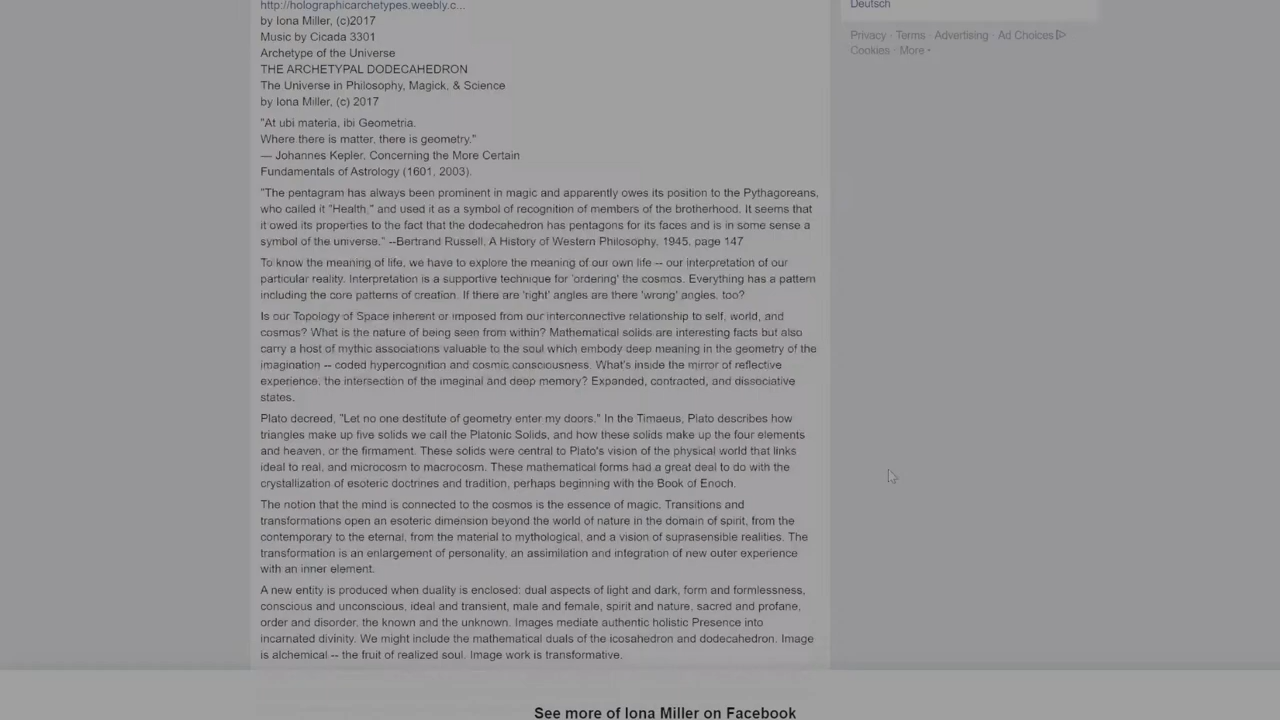 http://holographicarchetypes.weebly.c...
by Iona Miller, (c)2017
Music by Cicada 3301
Archetype of the Universe
THE ARCHETYPAL DODECAHEDRON
The Universe in Philosophy, Magick, & Science
by Iona Miller, (c) 2017
"At ubi materia, ibi Geometria.
Where there is matter, there is geometry."
— Johannes Kepler, Concerning the More Certain
Fundamentals of Astrology (1601, 2003).
"The pentagram has always been prominent in magic and apparently owes its position to the Pythagoreans,
who called it "Health," and used it as a symbol of recognition of members of the brotherhood. It seems that
it owed its properties to the fact that the dodecahedron has pentagons for its faces and is in some sense a
symbol of the universe." --Bertrand Russell, A History of Western Philosophy, 1945, page 147
To know the meaning of life, we have to explore the meaning of our own life -- our interpretation of our
particular reality. Interpretation is a supportive technique for 'ordering' the cosmos. Everything has a pattern
including the core patterns of creation. If there are 'right' angles are there 'wrong' angles, too?
Is our Topology of Space inherent or imposed from our interconnective relationship to self, world, and
cosmos? What is the nature of being seen from within? Mathematical solids are interesting facts but also
carry a host of mythic associations valuable to the soul which embody deep meaning in the geometry of the
imagination -- coded hypercognition and cosmic consciousness. What's inside the mirror of reflective
experience, the intersection of the imaginal and deep memory? Expanded, contracted, and dissociative
states.
Plato decreed, "Let no one destitute of geometry enter my doors." In the Timaeus, Plato describes how
triangles make up five solids we call the Platonic Solids, and how these solids make up the four elements
and heaven, or the firmament. These solids were central to Plato's vision of the physical world that links
ideal to real, and microcosm to macrocosm. These mathematical forms had a great deal to do with the
crystallization of esoteric doctrines and tradition, perhaps beginning with the Book of Enoch.
The notion that the mind is connected to the cosmos is the essence of magic. Transitions and
transformations open an esoteric dimension beyond the world of nature in the domain of spirit, from the
contemporary to the eternal, from the material to mythological, and a vision of suprasensible realities. The
transformation is an enlargement of personality, an assimilation and integration of new outer experience
with an inner element.
A new entity is produced when duality is enclosed: dual aspects of light and dark, form and formlessness,
conscious and unconscious, ideal and transient, male and female, spirit and nature, sacred and profane,
order and disorder, the known and the unknown. Images mediate authentic holistic Presence into
incarnated divinity. We might include the mathematical duals of the icosahedron and dodecahedron. Image
is alchemical -- the fruit of realized soul. Image work is transformative.
See more of Iona Miller on Facebook
Deutsch
Privacy · Terms · Advertising · Ad Choices
Cookies · More